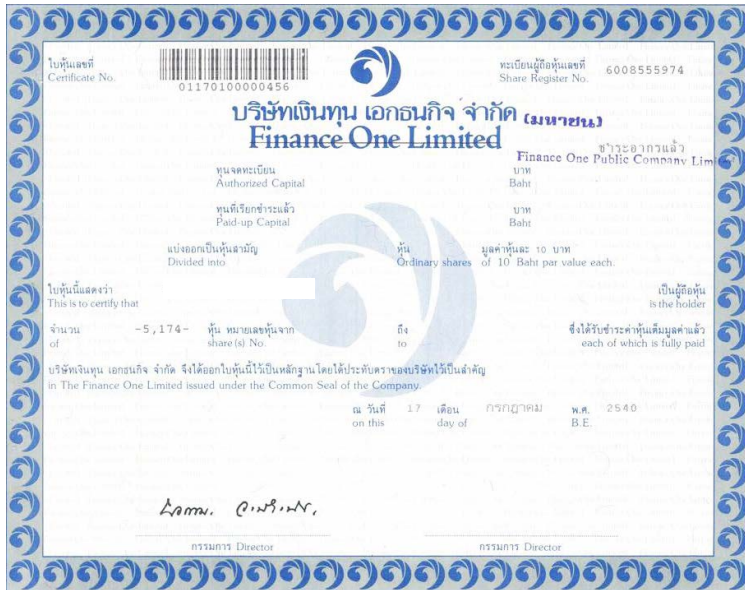 ใบหุ้นเลขที่
Certificate No.
01170100000456
ทะเบียนผู้ถือหุ้นเลขที่
Share Register No. 6008555974
บริษัทเงินทุน เอกธนกิจ จำกัด (มหาชน)
Finance One Limited
ชำระอากรแล้ว
Finance One Public Company Limited
ทุนจดทะเบียน บาท
Authorized Capital Baht
ทุนที่เรียกชำระแล้ว บาท
Paid-up Capital Baht
แบ่งออกเป็นหุ้นสามัญ หุ้น มูลค่าหุ้นละ 10 บาท
Divided into Ordinary shares of 10 Baht par value each.
ใบหุ้นนี้แสดงว่า เป็นผู้ถือหุ้น
This is to certify that is the holder
จำนวน -5,174- หุ้น หมายเลขหุ้นจาก ถึง ซึ่งได้รับชำระค่าหุ้นเต็มมูลค่าแล้ว
of share(s) No. to each of which is fully paid
บริษัทเงินทุน เอกธนกิจ จำกัด จึงได้ออกใบหุ้นนี้ไว้เป็นหลักฐานโดยได้ประทับตราของบริษัทไว้เป็นสำคัญ
in The Finance One Limited issued under the Common Seal of the Company.
ณ วันที่ 17 เดือน กรกฎาคม พ.ศ. 2540
on this day of B.E.
กรรมการ Director กรรมการ Director